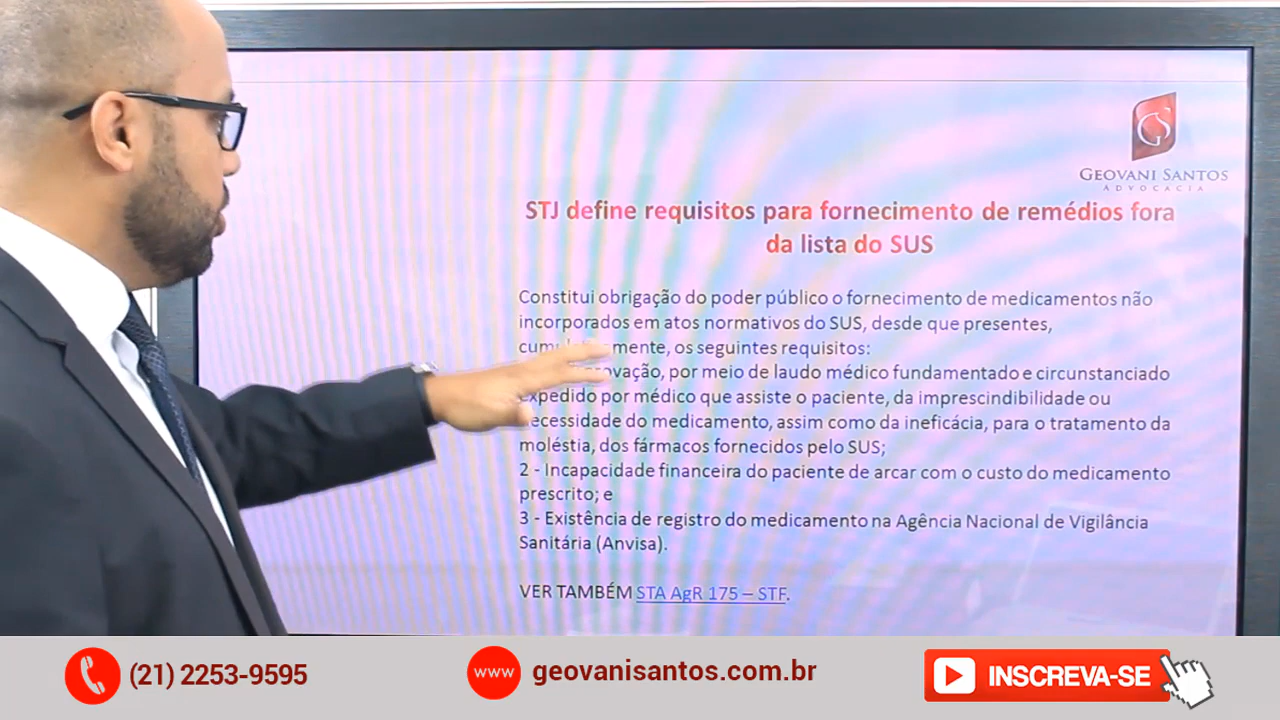 GS
GEOVANI SANTOS
ADVOCACIA
STJ define requisitos para fornecimento de remédios fora
da lista do SUS
Constitui obrigação do poder público o fornecimento de medicamentos não
incorporados em atos normativos do SUS, desde que presentes,
mente, os seguintes requisitos:
por meio de laudo médico fundamentado e circunstanciado
expedido por médico que assiste o paciente, da imprescindibilidade ou
necessidade do medicamento, assim como da ineficácia, para o tratamento da
moléstia, dos fármacos fornecidos pelo SUS;
2 - Incapacidade financeira do paciente de arcar com o custo do medicamento
prescrito; e
3 - Existência de registro do medicamento na Agência Nacional de Vigilância
Sanitária (Anvisa).
VER TAMBÉM STA AgR 175 – STF.
(21) 2253-9595
www
geovanisantos.com.br
INSCREVA-SE